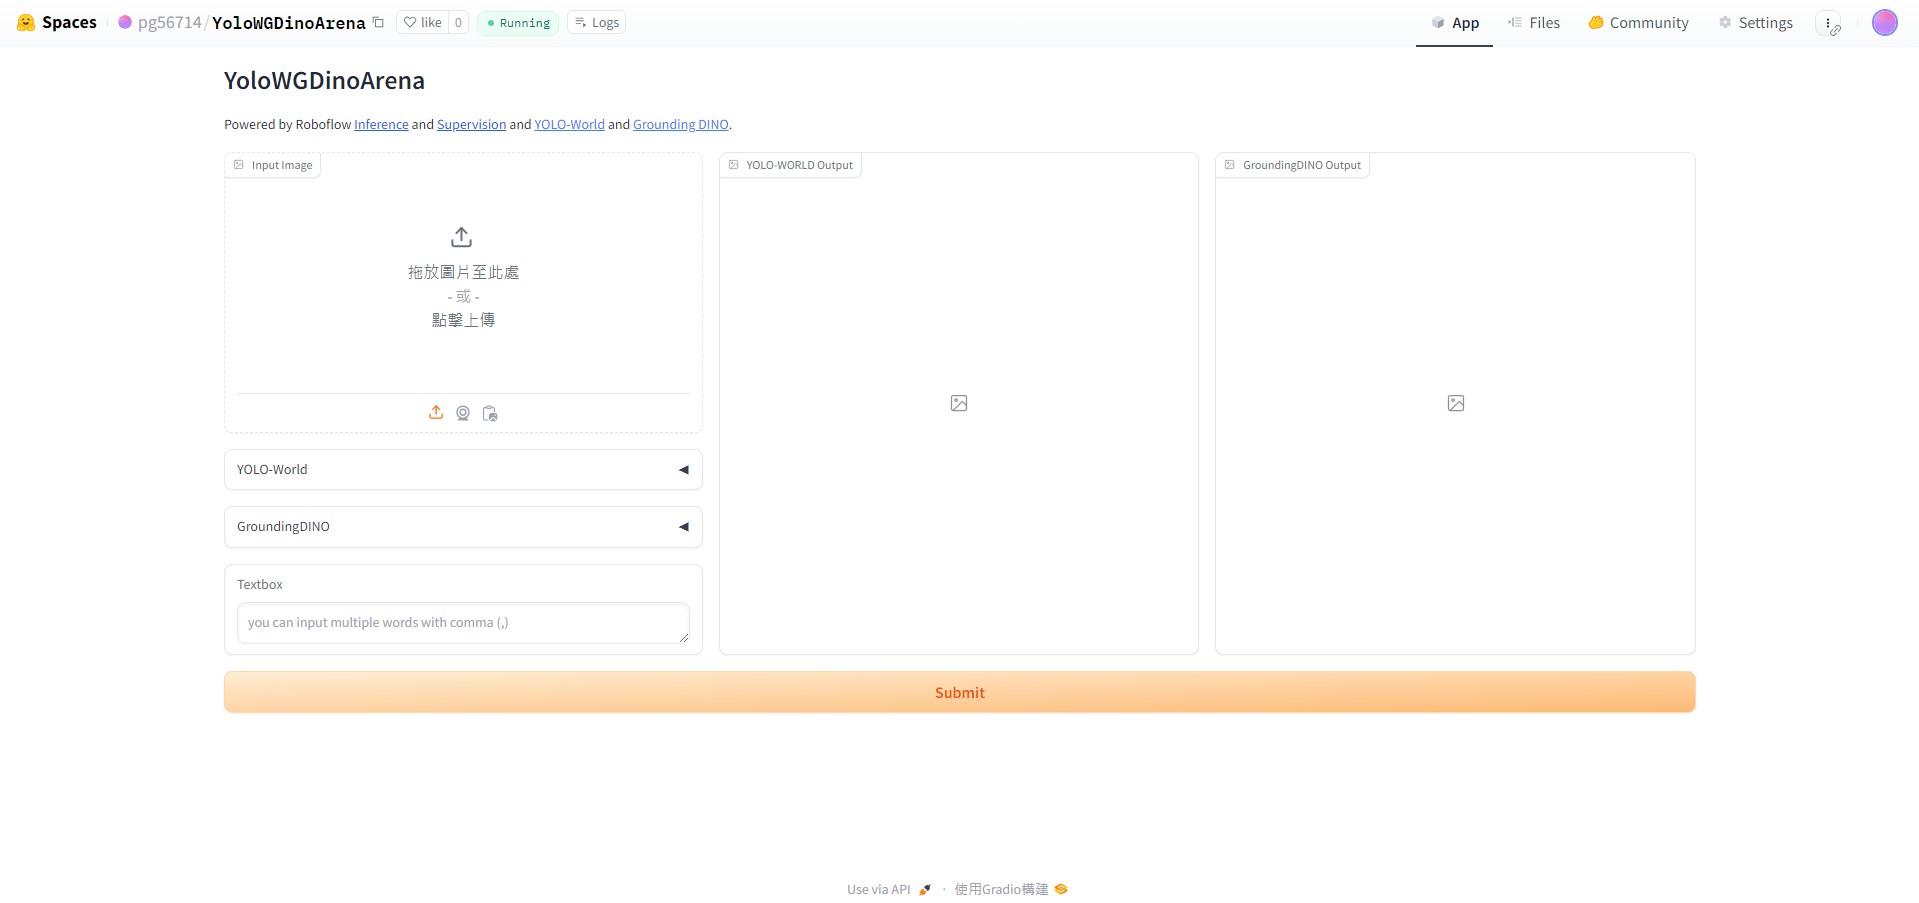 Spaces pg56714/YoloWGDinoArena like 0 Running Logs App Files Community Settings
YoloWGDinoArena
Powered by Roboflow Inference and Supervision and YOLO-World and Grounding DINO.
Input Image
拖放圖片至此處
- 或 -
點擊上傳
YOLO-World
GroundingDINO
Textbox
you can input multiple words with comma (,)
YOLO-WORLD Output
GroundingDINO Output
Submit
Use via API · 使用Gradio構建